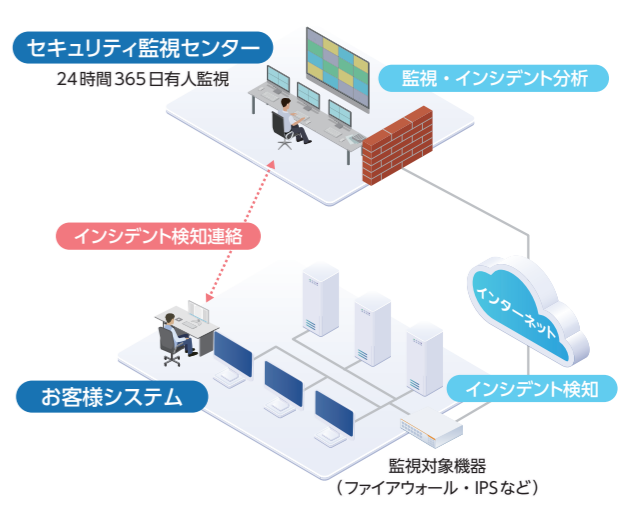 セキュリティ監視センター
24時間365日有人監視
監視・インシデント分析
インシデント検知連絡
インターネット
お客様システム
インシデント検知
監視対象機器
（ファイアウォール・IPSなど）